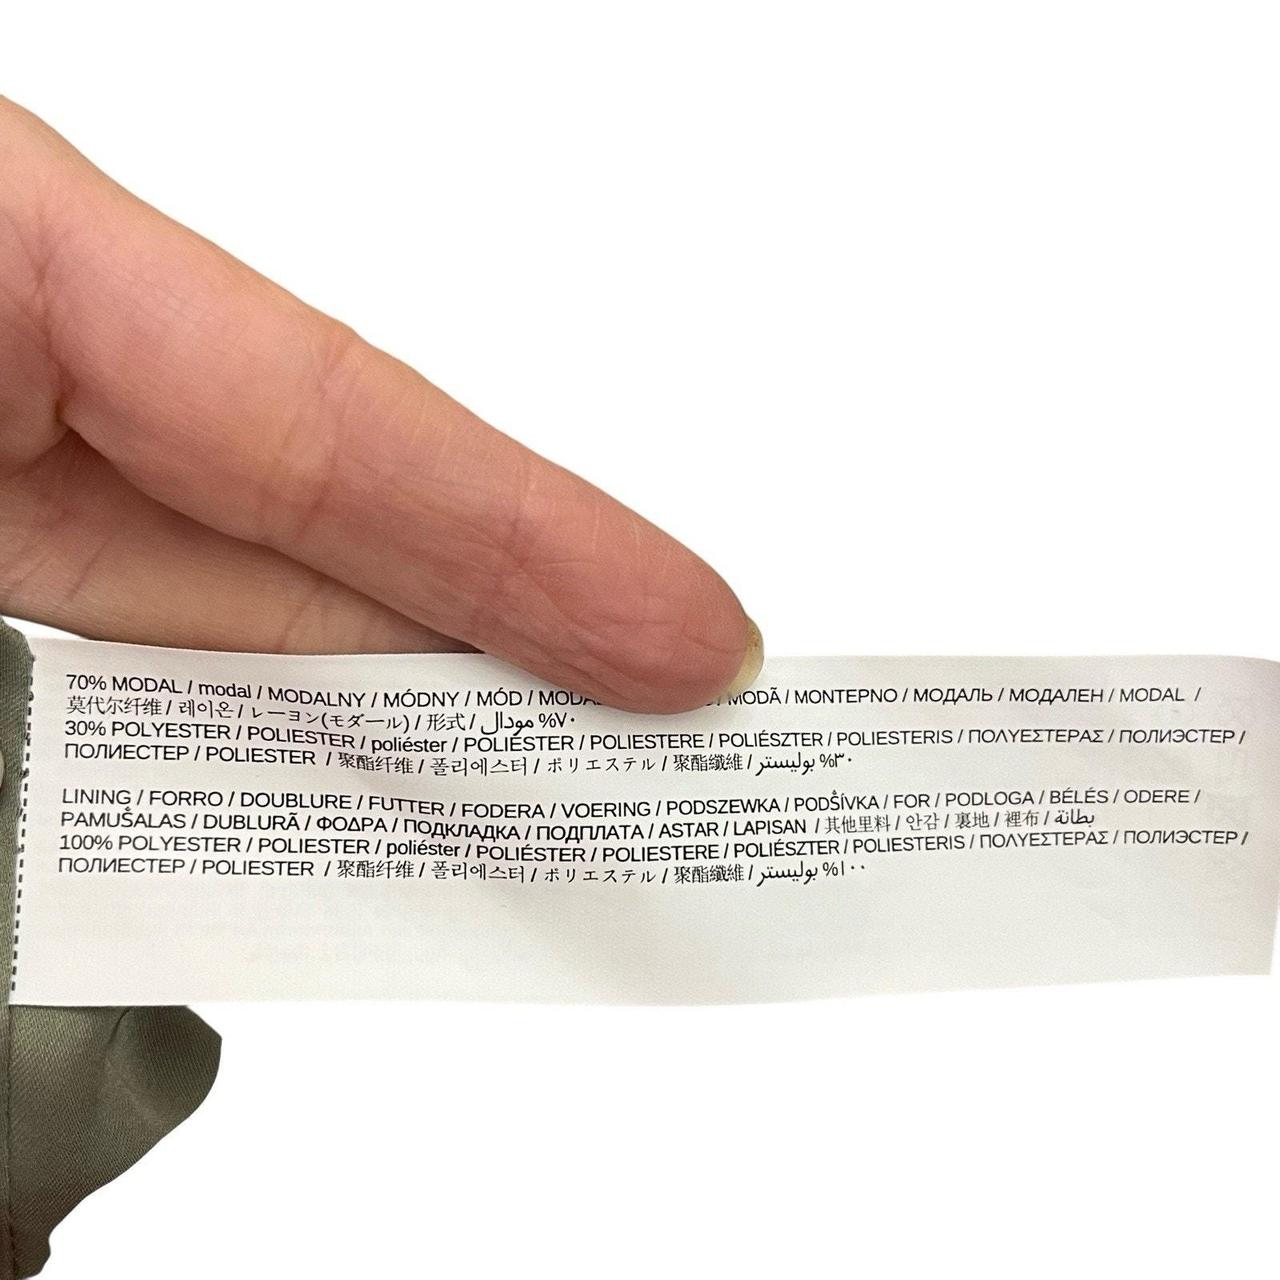 70% MODAL / modal / MODALNY / MÓDNY / MÓD / MODÃ / MONTEPNO / МОДАЛЬ / МОДАЛЕН / MODAL /
莫代尔纤维 / 레이온 / レーヨン(モダール) / 形式 / مودال %٧٠
30% POLYESTER / POLIESTER / poliéster / POLIÉSTER / POLIESTERE / POLIÉSZTER / POLIESTERIS / ΠΟΛΥΕΣΤΕΡΑΣ / ПОЛИЭСТЕР /
ПОЛИЕСТЕР / POLIESTER / 聚酯纤维 / 폴리에스터 / ポリエステル / 聚酯纖維 / بوليستر %٣٠
LINING / FORRO / DOUBLURE / FUTTER / FODERA / VOERING / PODSZEWKA / PODŠÍVKA / FOR / PODLOGA / BÉLÉS / ODERE /
PAMUŠALAS / DUBLURÃ / ΦΟΔΡΑ / ПОДКЛАДКА / ПОДПЛАТА / ASTAR / LAPISAN / 其他里料 / 안감 / 裏地 / 裡布 / بطانة
100% POLYESTER / POLIESTER / poliéster / POLIÉSTER / POLIESTERE / POLIÉSZTER / POLIESTERIS / ΠΟΛΥΕΣΤΕΡΑΣ / ПОЛИЭСТЕР /
ПОЛИЕСТЕР / POLIESTER / 聚酯纤维 / 폴리에스터 / ポリエステル / 聚酯纖維 / بوليستر %١٠٠